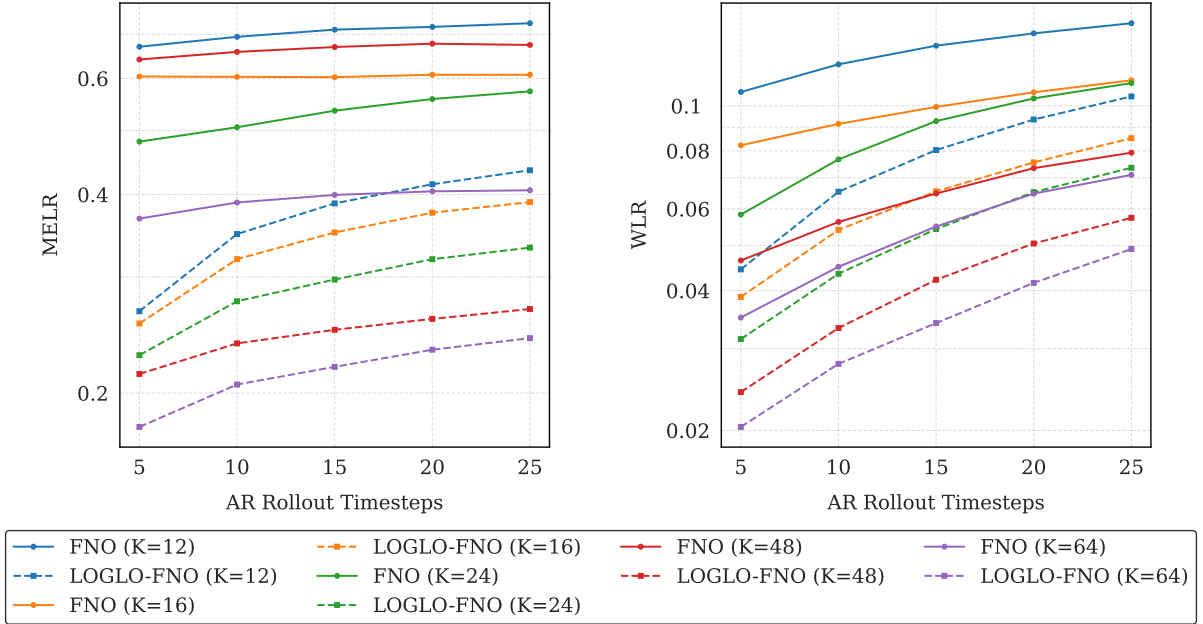 MELR
0.6
0.4
0.2
5 10 15 20 25
AR Rollout Timesteps
WLR
0.1
0.08
0.06
0.04
0.02
5 10 15 20 25
AR Rollout Timesteps
FNO (K=12)
LOGLO-FNO (K=12)
FNO (K=16)
LOGLO-FNO (K=16)
FNO (K=24)
LOGLO-FNO (K=24)
FNO (K=48)
LOGLO-FNO (K=48)
FNO (K=64)
LOGLO-FNO (K=64)